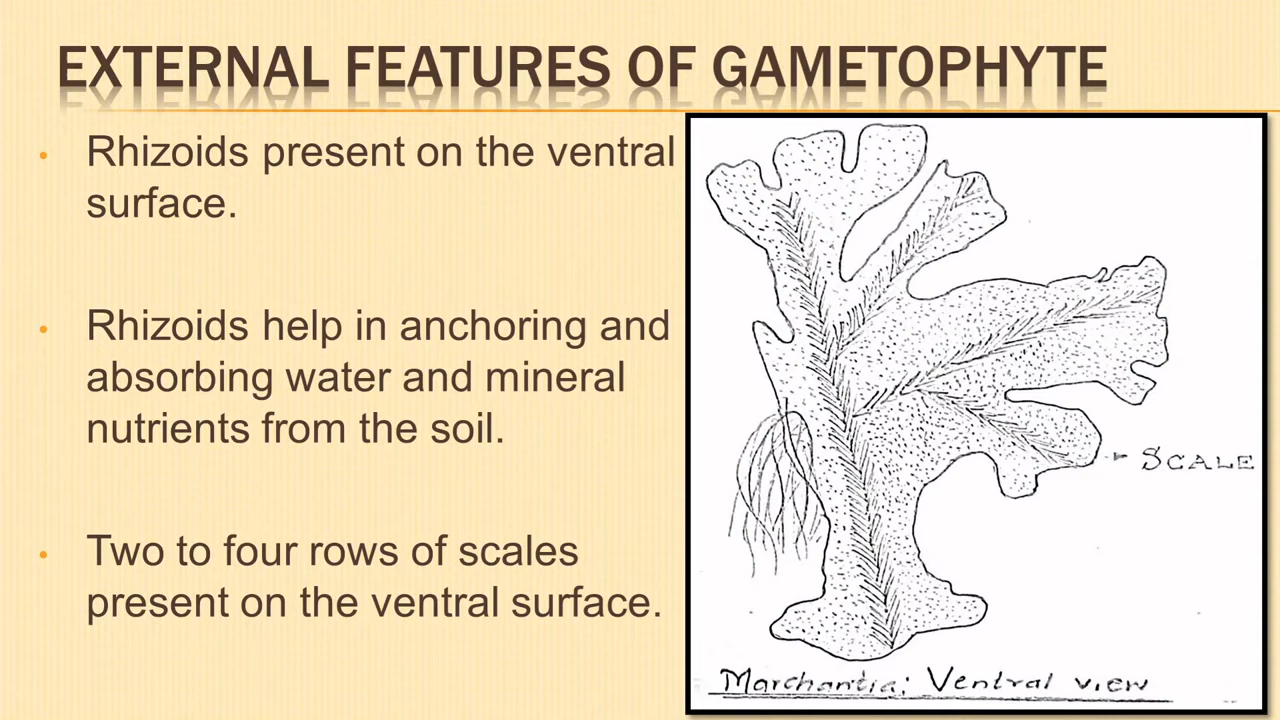 EXTERNAL FEATURES OF GAMETOPHYTE
• Rhizoids present on the ventral
surface.
• Rhizoids help in anchoring and
absorbing water and mineral
nutrients from the soil.
• Two to four rows of scales
present on the ventral surface.
SCALE
Marchantia: Ventral view